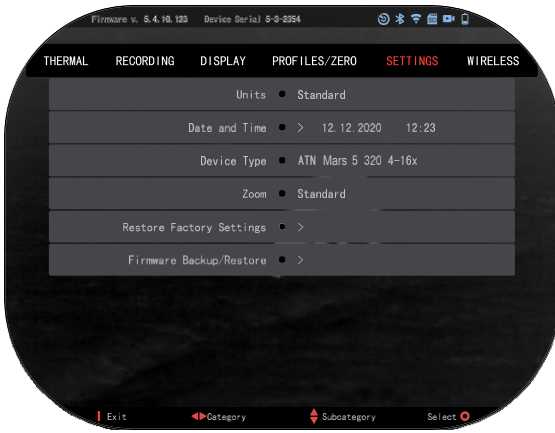 Firmware v. 5.4.10.123 Device Serial 5-3-2354
THERMAL RECORDING DISPLAY PROFILES/ZERO SETTINGS WIRELESS
Units Standard
Date and Time > 12.12.2020 12:23
Device Type ATN Mars 5 320 4-16x
Zoom Standard
Restore Factory Settings >
Firmware Backup/Restore >
Exit Category Subcategory Select